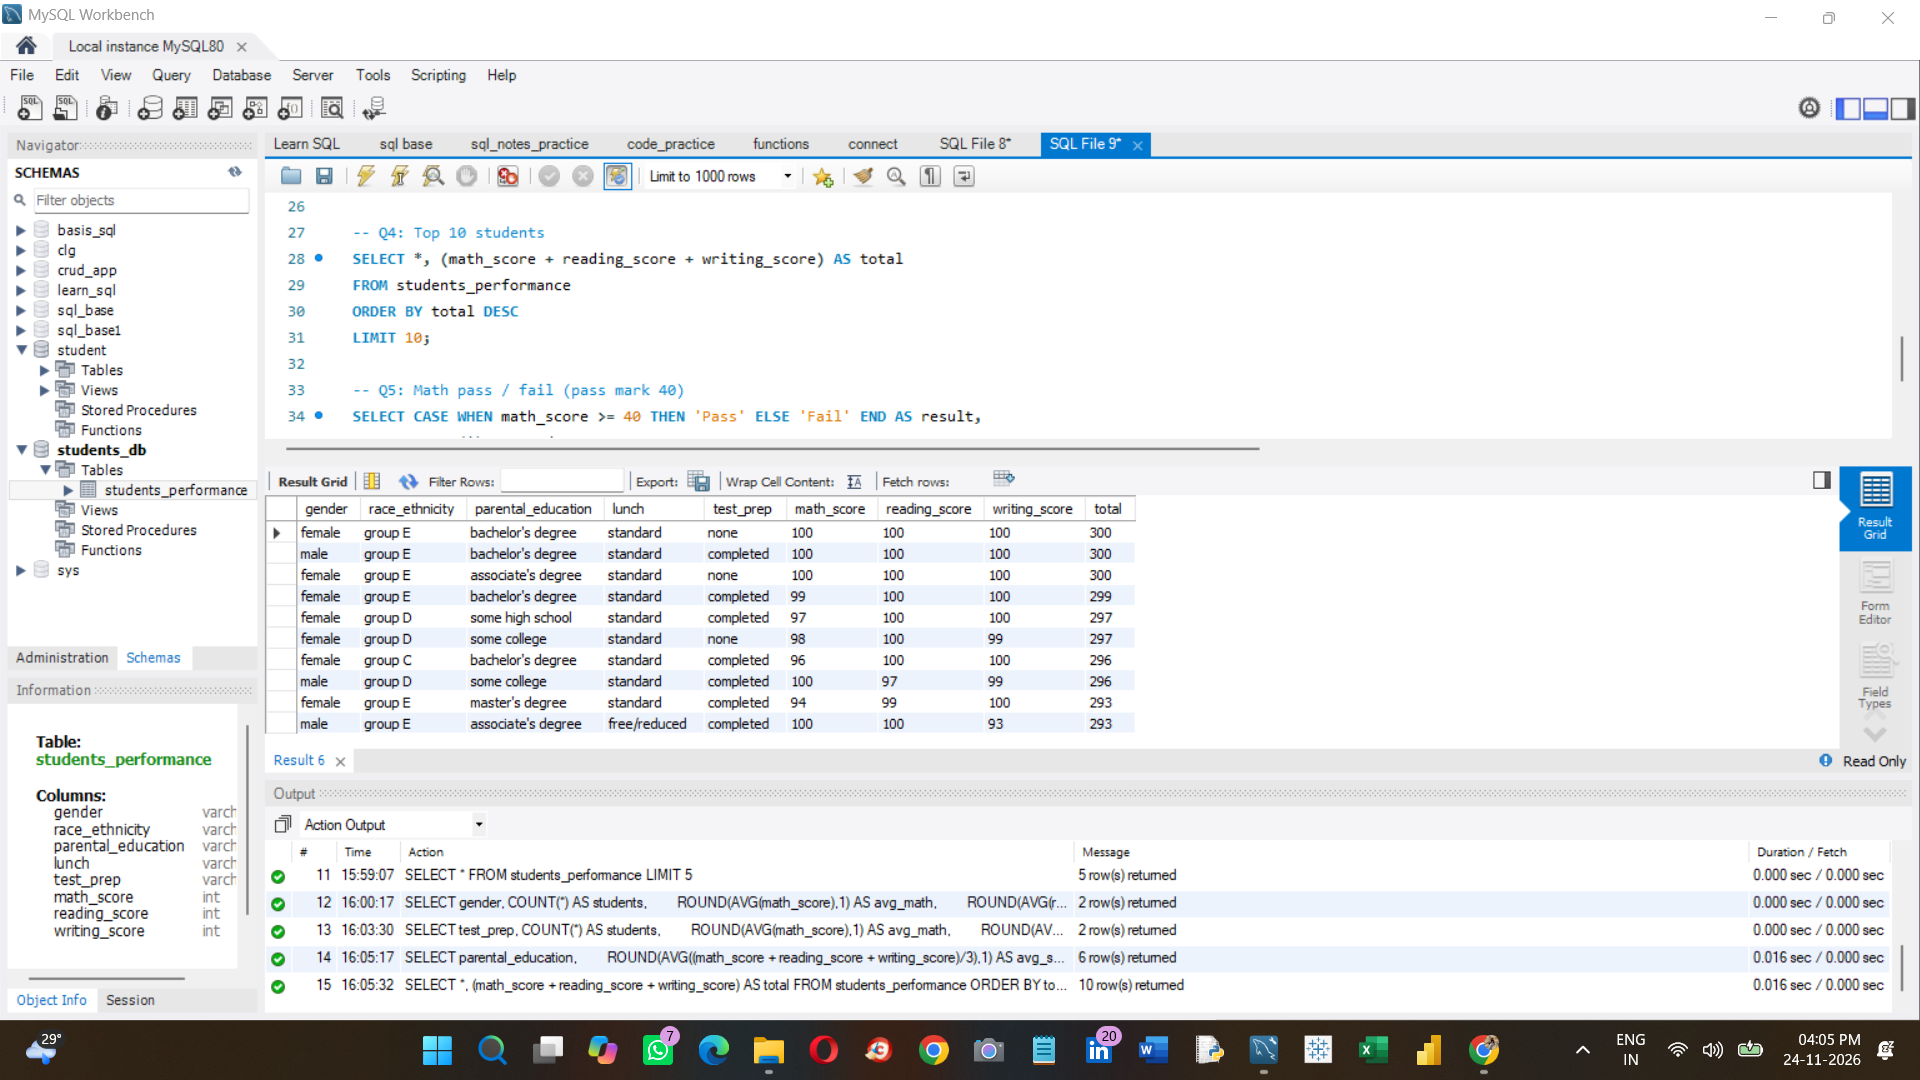 MySQL Workbench
Local instance MySQL80
File Edit View Query Database Server Tools Scripting Help
Navigator
SCHEMAS
Filter objects
basis_sql
clg
crud_app
learn_sql
sql_base
sql_base1
student
Tables
Views
Stored Procedures
Functions
students_db
Tables
students_performance
Views
Stored Procedures
Functions
sys
Administration Schemas
Information
Table:
students_performance
Columns:
gender varch
race_ethnicity varch
parental_education varch
lunch varch
test_prep varch
math_score int
reading_score int
writing_score int
Object Info Session
Learn SQL sql base sql_notes_practice code_practice functions connect SQL File 8* SQL File 9*
Limit to 1000 rows
26
27 -- Q4: Top 10 students
28 SELECT *, (math_score + reading_score + writing_score) AS total
29 FROM students_performance
30 ORDER BY total DESC
31 LIMIT 10;
32
33 -- Q5: Math pass / fail (pass mark 40)
34 SELECT CASE WHEN math_score >= 40 THEN 'Pass' ELSE 'Fail' END AS result,
Result Grid Filter Rows: Export: Wrap Cell Content: Fetch rows:
gender race_ethnicity parental_education lunch test_prep math_score reading_score writing_score total
female group E bachelor's degree standard none 100 100 100 300
male group E bachelor's degree standard completed 100 100 100 300
female group E associate's degree standard none 100 100 100 300
female group E bachelor's degree standard completed 99 100 100 299
female group D some high school standard completed 97 100 100 297
female group D some college standard none 98 100 99 297
female group C bachelor's degree standard completed 96 100 100 296
male group D some college standard completed 100 97 99 296
female group E master's degree standard completed 94 99 100 293
male group E associate's degree free/reduced completed 100 100 93 293
Result Grid
Form Editor
Field Types
Result 6
Read Only
Output
Action Output
# Time Action Message Duration / Fetch
11 15:59:07 SELECT * FROM students_performance LIMIT 5 5 row(s) returned 0.000 sec / 0.000 sec
12 16:00:17 SELECT gender, COUNT(*) AS students, ROUND(AVG(math_score),1) AS avg_math, ROUND(AVG(r... 2 row(s) returned 0.000 sec / 0.000 sec
13 16:03:30 SELECT test_prep, COUNT(*) AS students, ROUND(AVG(math_score),1) AS avg_math, ROUND(AV... 2 row(s) returned 0.000 sec / 0.000 sec
14 16:05:17 SELECT parental_education, ROUND(AVG((math_score + reading_score + writing_score)/3),1) AS avg_s... 6 row(s) returned 0.016 sec / 0.000 sec
15 16:05:32 SELECT *, (math_score + reading_score + writing_score) AS total FROM students_performance ORDER BY to... 10 row(s) returned 0.016 sec / 0.000 sec
29°
7
20
ENG
IN
04:05 PM
24-11-2026